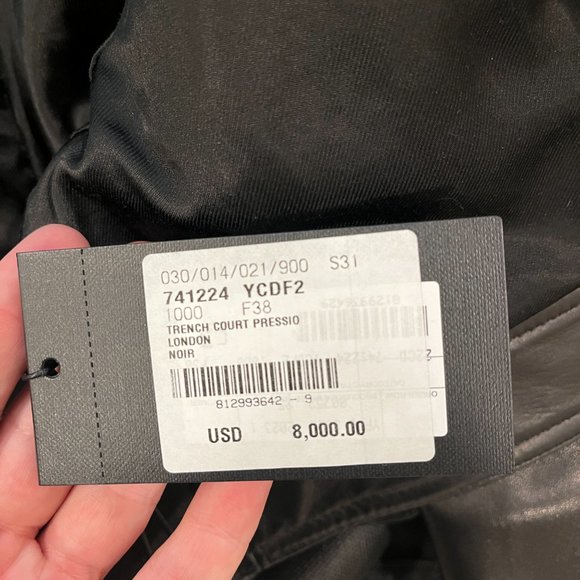 030/014/021/900 S31
741224 YCDF2
1000 F38
TRENCH COURT PRESSIO
LONDON
NOIR
812993642 - 9
USD 8,000.00